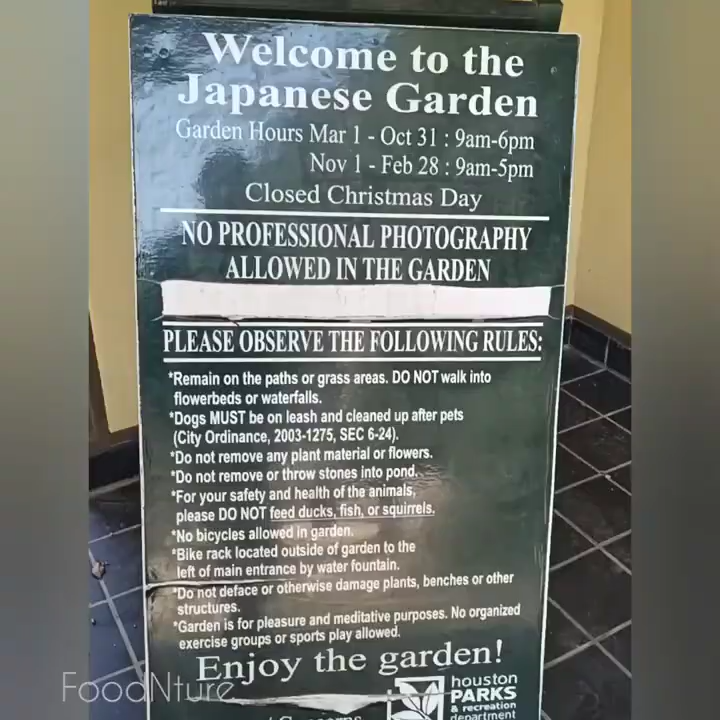 Welcome to the
Japanese Garden
Garden Hours Mar 1 - Oct 31 : 9am-6pm
Nov 1 - Feb 28 : 9am-5pm
Closed Christmas Day
NO PROFESSIONAL PHOTOGRAPHY
ALLOWED IN THE GARDEN
PLEASE OBSERVE THE FOLLOWING RULES:
*Remain on the paths or grass areas. DO NOT walk into
flowerbeds or waterfalls.
*Dogs MUST be on leash and cleaned up after pets
(City Ordinance, 2003-1275, SEC 6-24).
*Do not remove any plant material or flowers.
*Do not remove or throw stones into pond.
*For your safety and health of the animals,
please DO NOT feed ducks, fish, or squirrels.
*No bicycles allowed in garden.
*Bike rack located outside of garden to the
left of main entrance by water fountain.
*Do not deface or otherwise damage plants, benches or other
structures.
*Garden is for pleasure and meditative purposes. No organized
exercise groups or sports play allowed.
Enjoy the garden!
houston
PARKS
& recreation
department
FoodNture